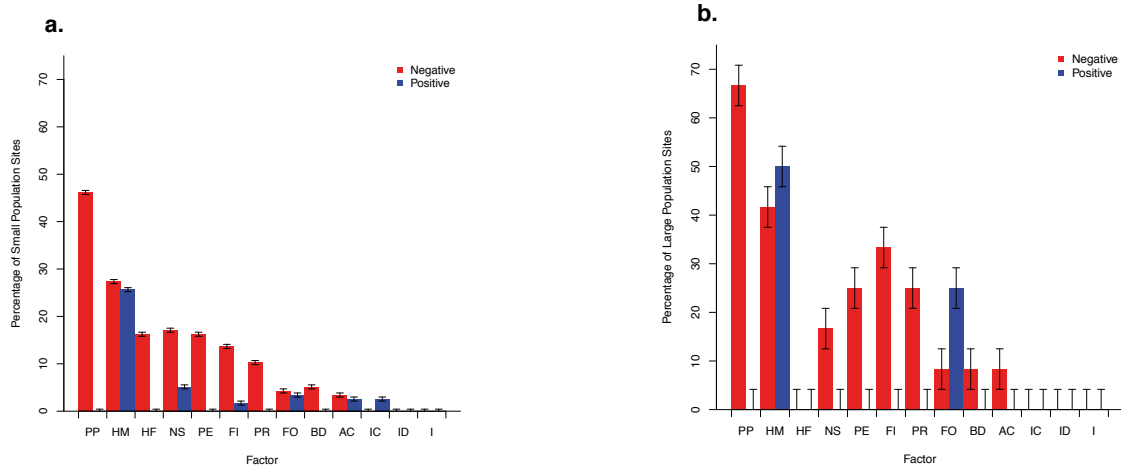 a.
Negative
Positive
Percentage of Small Population Sites
0 10 20 30 40 50 60 70
PP HM HF NS PE FI PR FO BD AC IC ID I
Factor
b.
Negative
Positive
Percentage of Large Population Sites
0 10 20 30 40 50 60 70
PP HM HF NS PE FI PR FO BD AC IC ID I
Factor